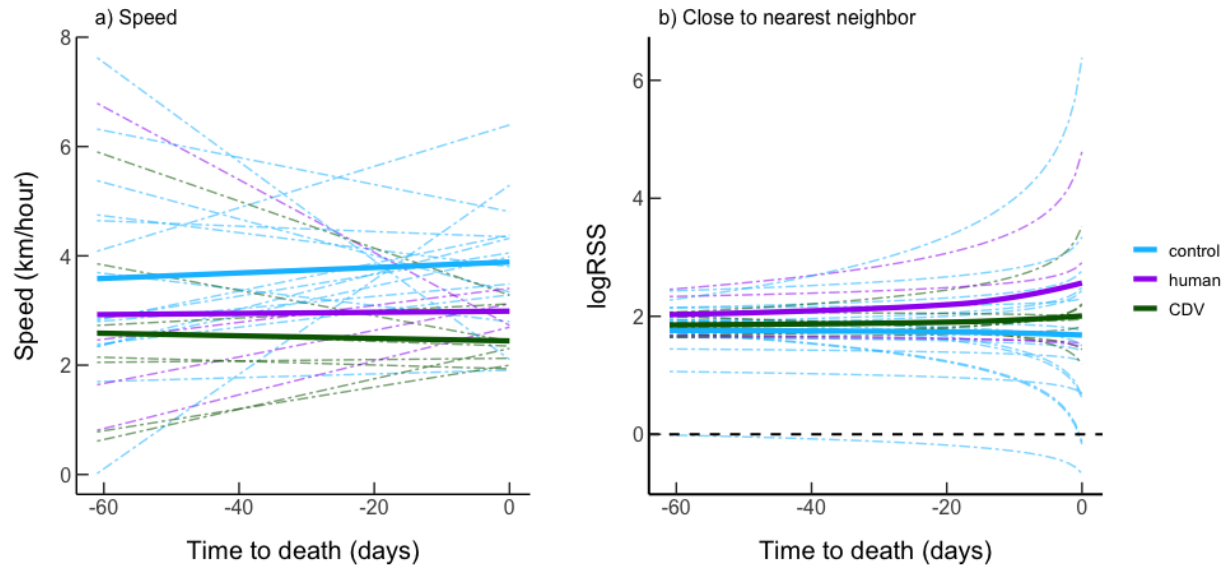 a) Speed
8
6
4
2
0
Speed (km/hour)
-60 -40 -20 0
Time to death (days)
b) Close to nearest neighbor
6
4
2
0
logRSS
-60 -40 -20 0
Time to death (days)
control
human
CDV